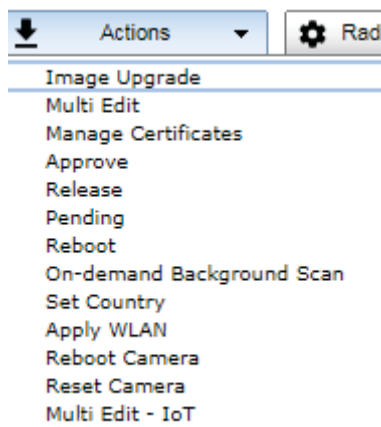 Actions Rad
Image Upgrade
Multi Edit
Manage Certificates
Approve
Release
Pending
Reboot
On-demand Background Scan
Set Country
Apply WLAN
Reboot Camera
Reset Camera
Multi Edit - IoT